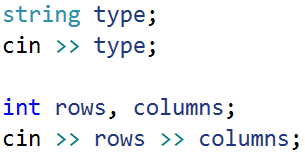 string type;
cin >> type;
int rows, columns;
cin >> rows >> columns;